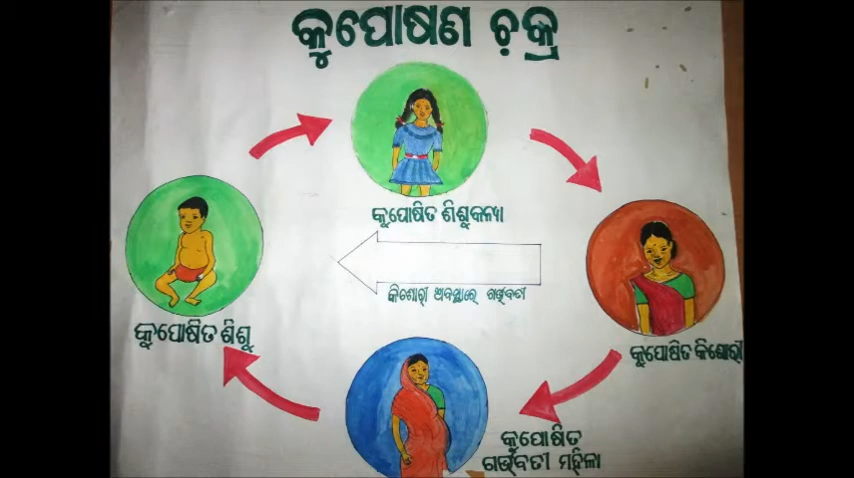 କୁପୋଷଣ ଚକ୍ର
କୁପୋଷିତ ଶିଶୁକନ୍ୟା
କିଶୋରୀ ଅବସ୍ଥାରେ ଗର୍ଭବତୀ
କୁପୋଷିତ ଶିଶୁ
କୁପୋଷିତ କିଶୋରୀ
କୁପୋଷିତ
ଗର୍ଭବତୀ ମହିଳା